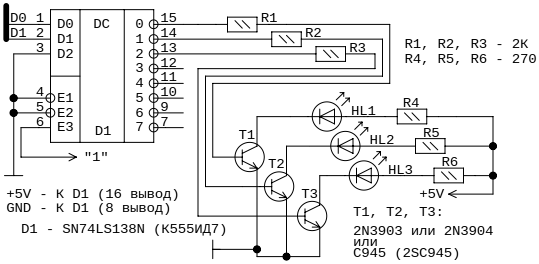 D0 1 D0 DC 0 15 R1
D1 2 D1 1 14 R2
3 D2 2 13 R3
3 12
4 11
4 E1 5 10
5 E2 6 9
6 E3 D1 7 7
"1"
R1, R2, R3 - 2К
R4, R5, R6 - 270
HL1 R4
T1 HL2 R5
T2 HL3 R6
T3 +5V
+5V - К D1 (16 вывод)
GND - К D1 (8 вывод)
D1 - SN74LS138N (К555ИД7)
T1, T2, T3:
2N3903 или 2N3904
или
C945 (2SC945)